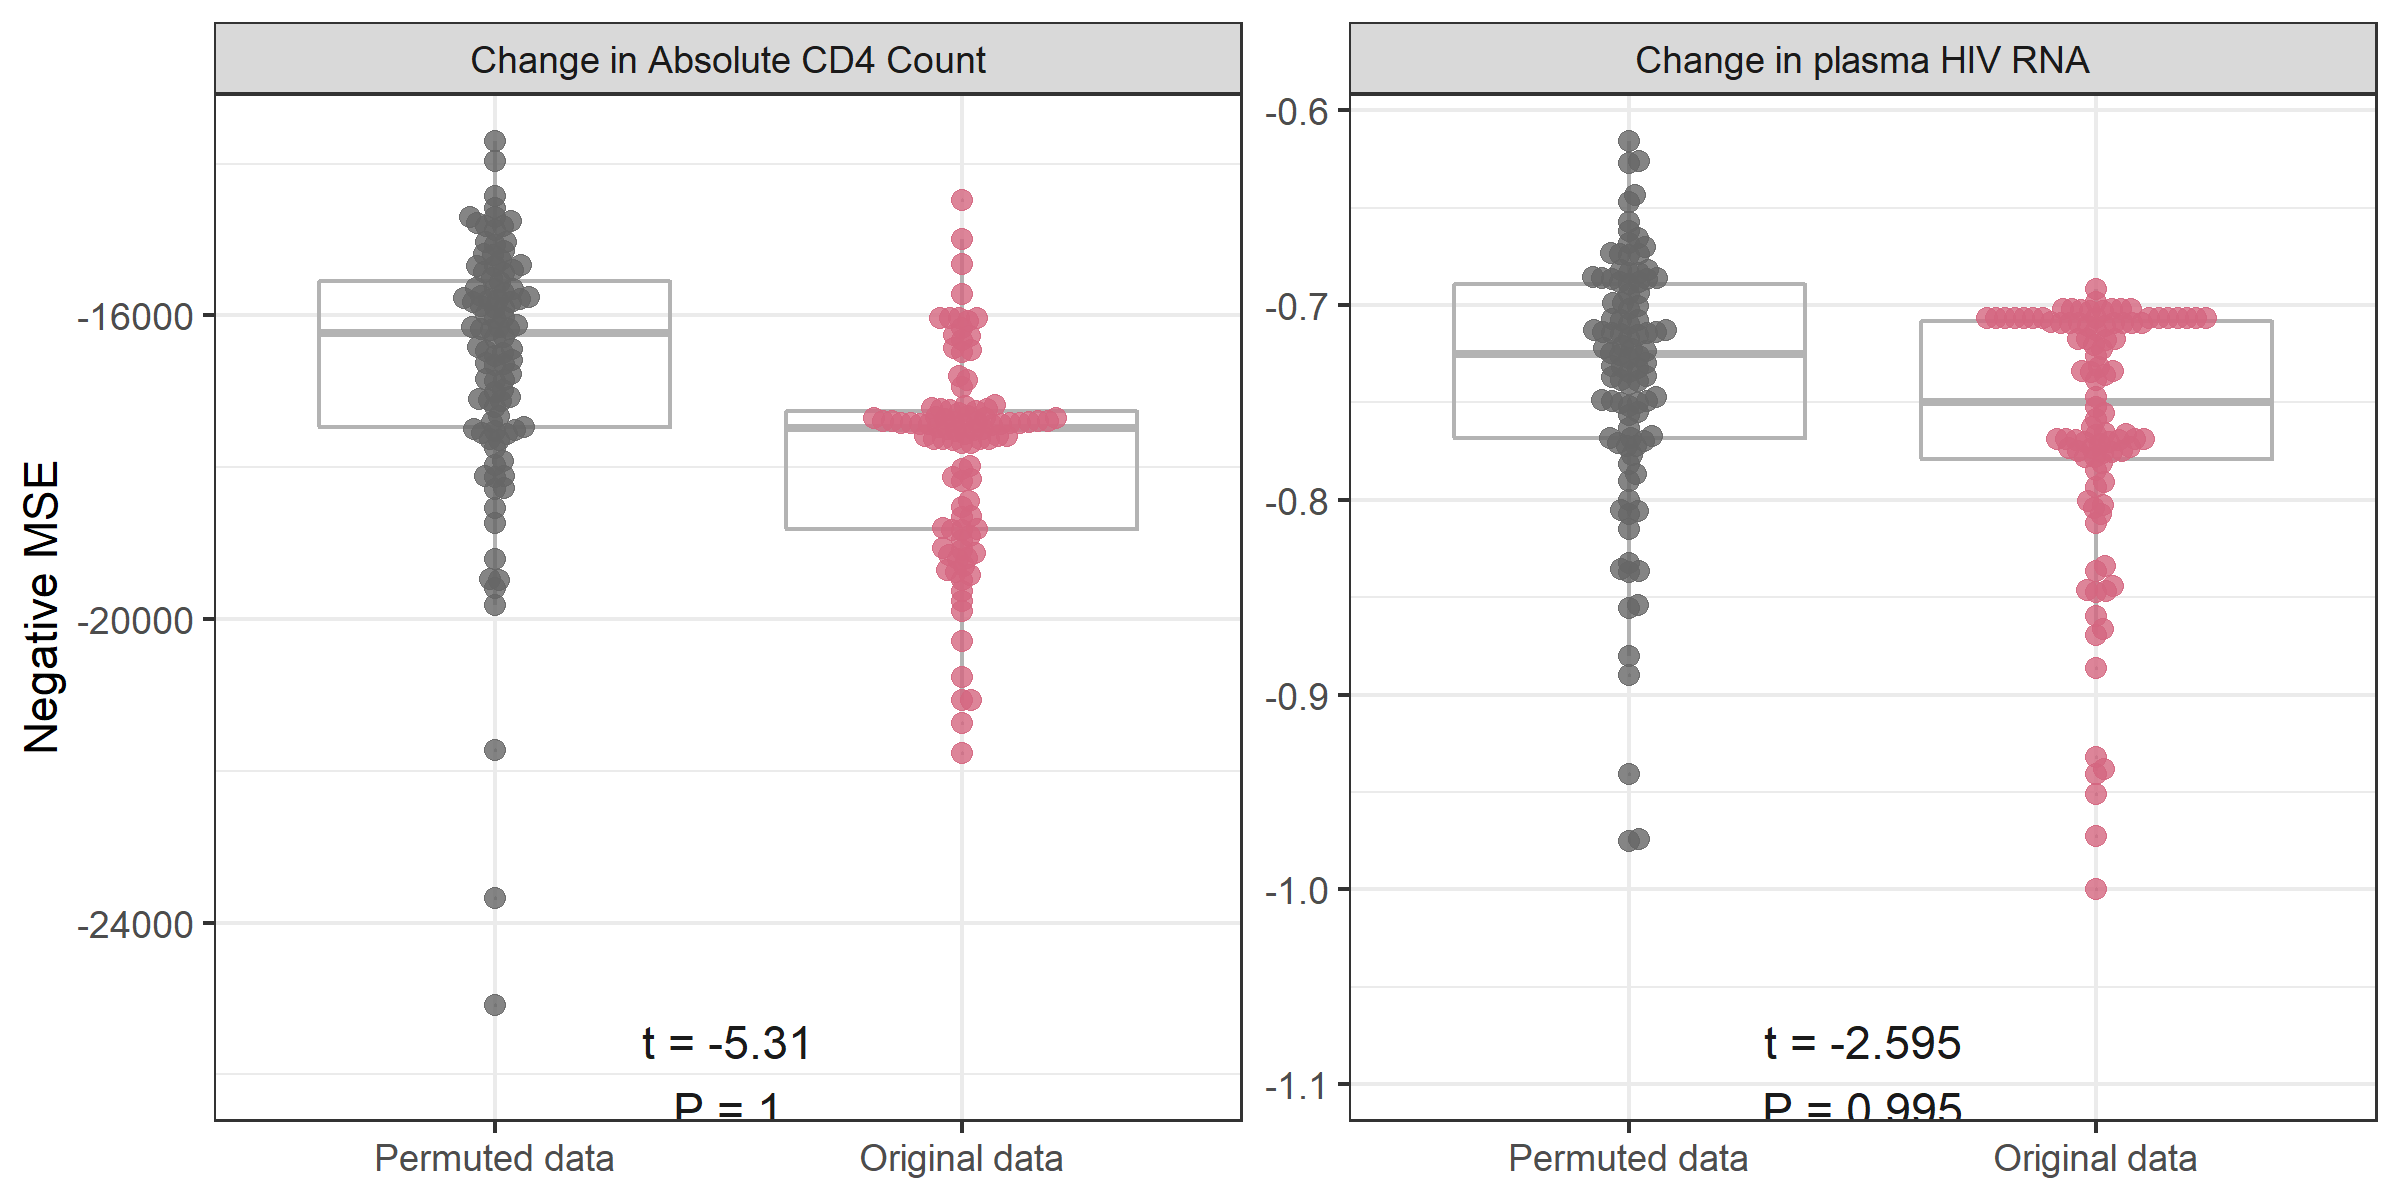 Change in Absolute CD4 Count
Change in plasma HIV RNA
Negative MSE
-16000
-20000
-24000
-0.6
-0.7
-0.8
-0.9
-1.0
-1.1
t = -5.31
P = 1
t = -2.595
P = 0.995
Permuted data
Original data
Permuted data
Original data